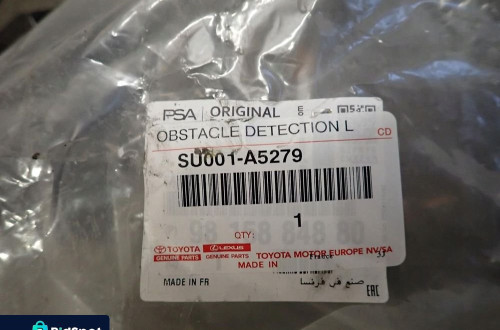 PSA ORIGINAL
OBSTACLE DETECTION L
CD
SU001-A5279
1
QTY:
TOYOTA
GENUINE PARTS
LEXUS
GENUINE PARTS
TOYOTA MOTOR EUROPE NV/SA
MADE IN
MADE IN FR
صنع في فرنسا
EAC
BidSpot